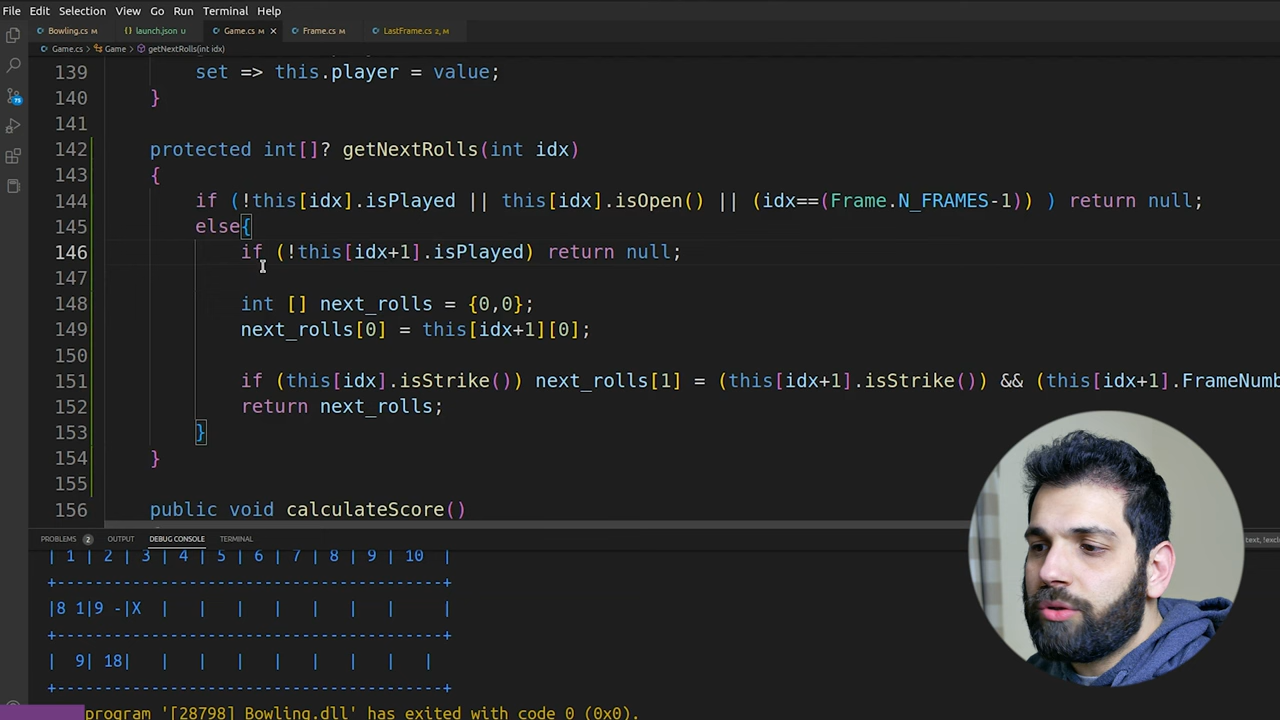 File Edit Selection View Go Run Terminal Help
Bowling.cs M launch.json U Game.cs M × Frame.cs M LastFrame.cs 2, M
Game.cs > Game > getNextRolls(int idx)
139 set => this.player = value;
140 }
141
142 protected int[]? getNextRolls(int idx)
143 {
144 if (!this[idx].isPlayed || this[idx].isOpen() || (idx==(Frame.N_FRAMES-1)) ) return null;
145 else{
146 if (!this[idx+1].isPlayed) return null;
147
148 int [] next_rolls = {0,0};
149 next_rolls[0] = this[idx+1][0];
150
151 if (this[idx].isStrike()) next_rolls[1] = (this[idx+1].isStrike()) && (this[idx+1].FrameNumb
152 return next_rolls;
153 }
154 }
155
156 public void calculateScore()
PROBLEMS 2 OUTPUT DEBUG CONSOLE TERMINAL
| 1 | 2 | 3 | 4 | 5 | 6 | 7 | 8 | 9 | 10 |
+-------------------------------------------+
|8 1|9 -|X | | | | | | | |
+-------------------------------------------+
| 9| 18| | | | | | | | |
+-------------------------------------------+
program '[28798] Bowling.dll' has exited with code 0 (0x0).